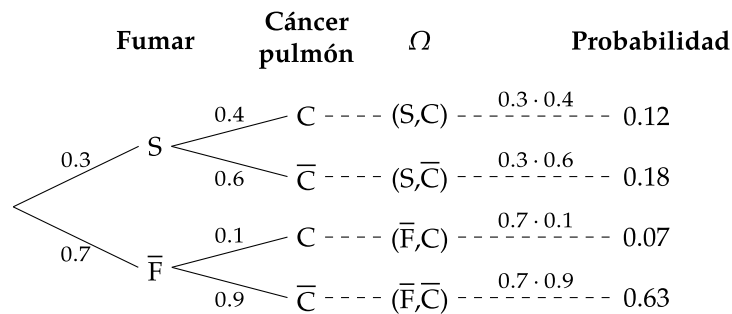 Fumar Cáncer pulmón Ω Probabilidad
0.3 S 0.4 C (S,C) 0.3 · 0.4 0.12
0.6 C̅ (S,C̅) 0.3 · 0.6 0.18
0.7 F̅ 0.1 C (F̅,C) 0.7 · 0.1 0.07
0.9 C̅ (F̅,C̅) 0.7 · 0.9 0.63